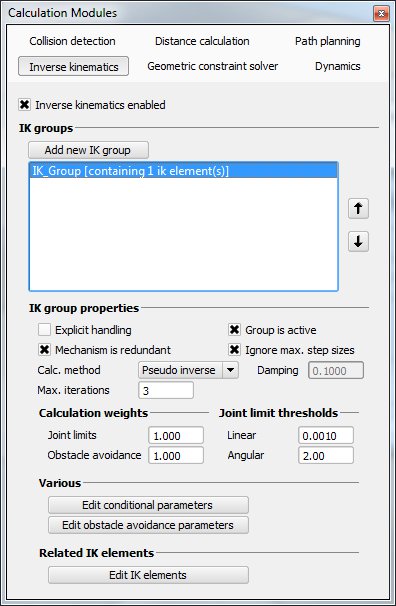 Calculation Modules
Collision detection Distance calculation Path planning
Inverse kinematics Geometric constraint solver Dynamics
Inverse kinematics enabled
IK groups
Add new IK group
IK_Group [containing 1 ik element(s)]
IK group properties
Explicit handling Group is active
Mechanism is redundant Ignore max. step sizes
Calc. method Pseudo inverse Damping 0.1000
Max. iterations 3
Calculation weights Joint limit thresholds
Joint limits 1.000 Linear 0.0010
Obstacle avoidance 1.000 Angular 2.00
Various
Edit conditional parameters
Edit obstacle avoidance parameters
Related IK elements
Edit IK elements